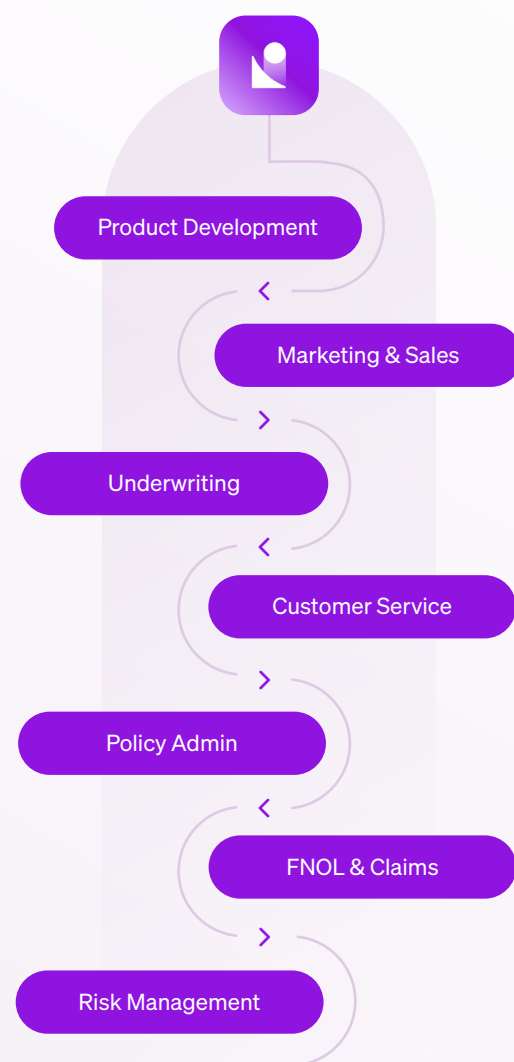 Product Development
Marketing & Sales
Underwriting
Customer Service
Policy Admin
FNOL & Claims
Risk Management